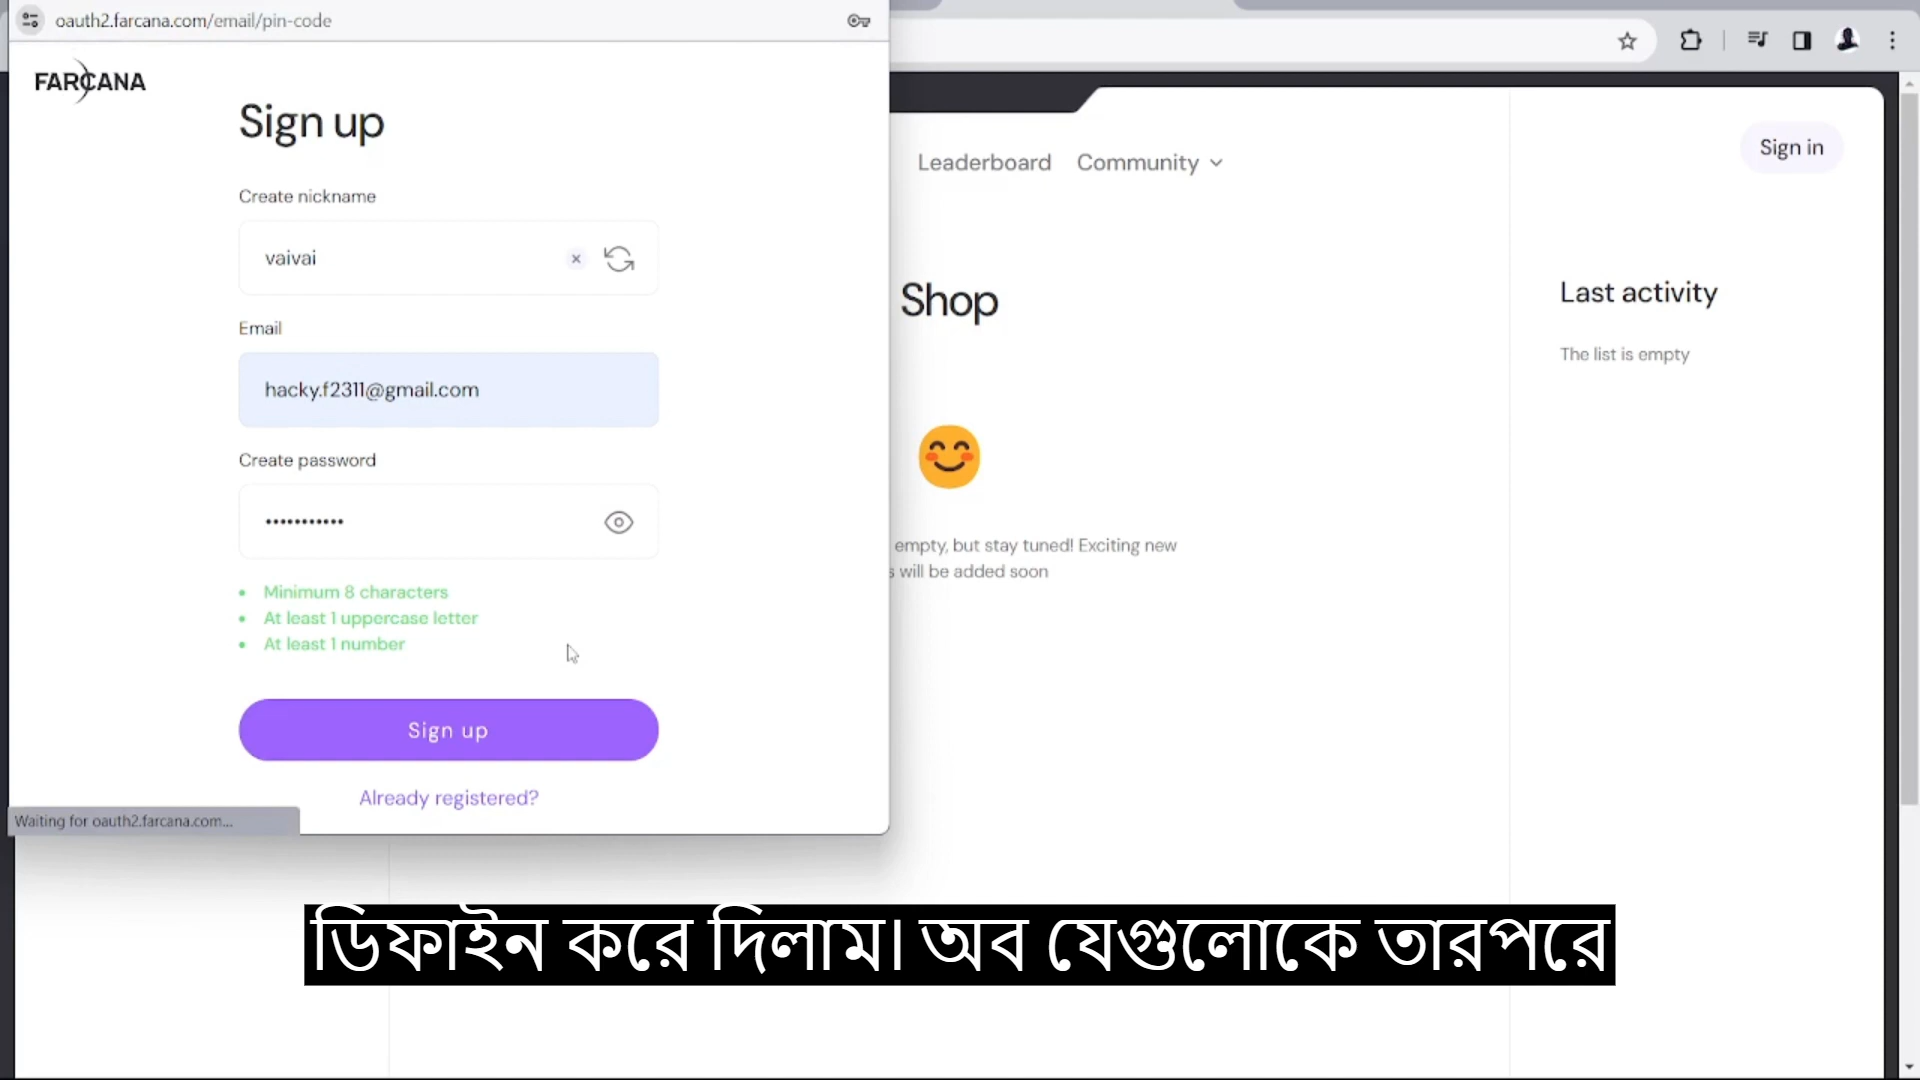 oauth2.farcana.com/email/pin-code
FARCANA
Sign up
Create nickname
vaivai
Email
hacky.f2311@gmail.com
Create password
•••••••••••
• Minimum 8 characters
• At least 1 uppercase letter
• At least 1 number
Sign up
Already registered?
Waiting for oauth2.farcana.com...
Leaderboard Community
Sign in
Shop
empty, but stay tuned! Exciting new
s will be added soon
Last activity
The list is empty
ডিফাইন করে দিলাম। অব যেগুলোকে তারপরে